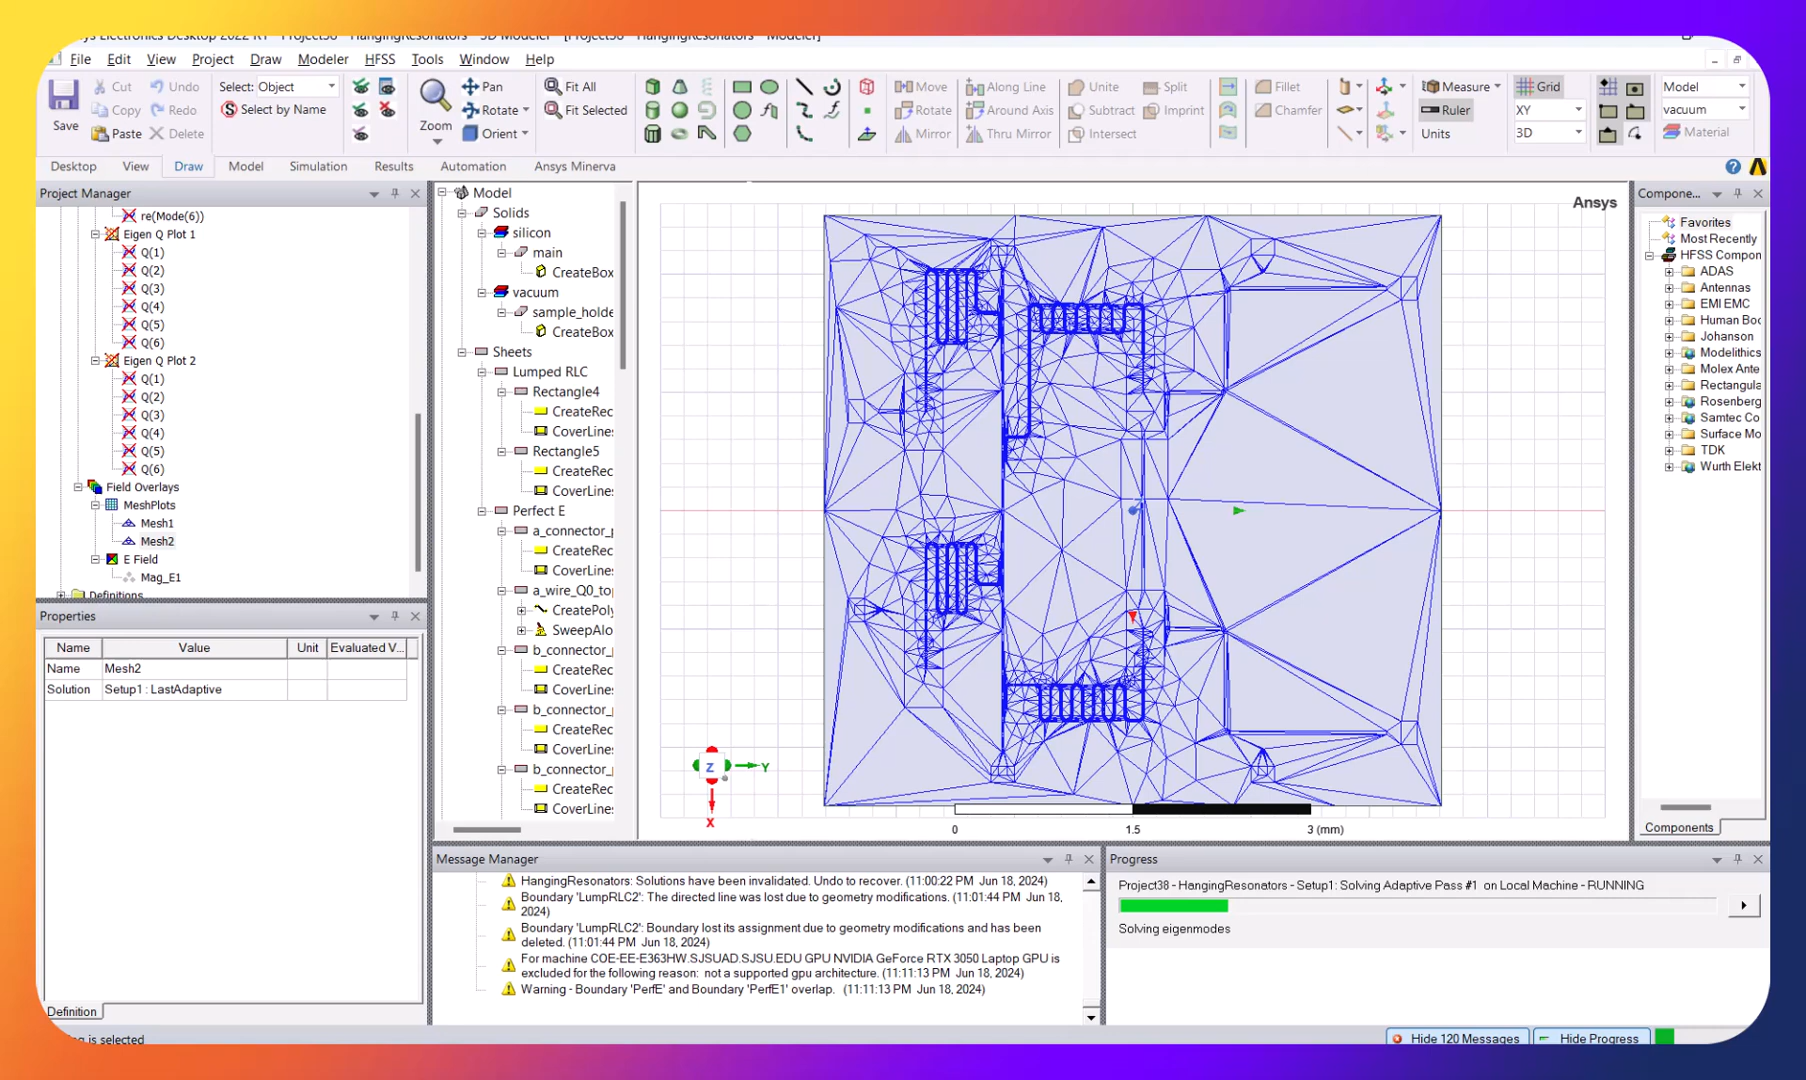 File Edit View Project Draw Modeler HFSS Tools Window Help
Save
Cut
Copy
Paste
Undo
Redo
Delete
Select: Object
Select by Name
Zoom
Pan
Rotate
Orient
Fit All
Fit Selected
Move
Rotate
Mirror
Along Line
Around Axis
Thru Mirror
Unite
Subtract
Intersect
Split
Imprint
Fillet
Chamfer
Measure
Ruler
Units
Grid
XY
3D
Model
vacuum
Material
Desktop View Draw Model Simulation Results Automation Ansys Minerva
Project Manager
re(Mode(6))
Eigen Q Plot 1
Q(1)
Q(2)
Q(3)
Q(4)
Q(5)
Q(6)
Eigen Q Plot 2
Q(1)
Q(2)
Q(3)
Q(4)
Q(5)
Q(6)
Field Overlays
MeshPlots
Mesh1
Mesh2
E Field
Mag_E1
Definitions
Properties
Name Value Unit Evaluated V...
Name Mesh2
Solution Setup1 : LastAdaptive
Definition
Model
Solids
silicon
main
CreateBox
vacuum
sample_holde
CreateBox
Sheets
Lumped RLC
Rectangle4
CreateRec
CoverLine
Rectangle5
CreateRec
CoverLine
Perfect E
a_connector_
CreateRec
CoverLine
a_wire_Q0_to
CreatePoly
SweepAlo
b_connector_
CreateRec
CoverLine
b_connector_
CreateRec
CoverLine
b_connector_
CreateRec
CoverLine
Ansys
Z
Y
X
0 1.5 3 (mm)
Compone...
Favorites
Most Recently
HFSS Compon
ADAS
Antennas
EMI EMC
Human Boo
Johanson
Modelithics
Molex Ante
Rectangula
Rosenberg
Samtec Co
Surface Mo
TDK
Wurth Elekt
Components
Message Manager
HangingResonators: Solutions have been invalidated. Undo to recover. (11:00:22 PM Jun 18, 2024)
Boundary 'LumpRLC2': The directed line was lost due to geometry modifications. (11:01:44 PM Jun 18,
2024)
Boundary 'LumpRLC2': Boundary lost its assignment due to geometry modifications and has been
deleted. (11:01:44 PM Jun 18, 2024)
For machine COE-EE-E363HW.SJSUAD.SJSU.EDU GPU NVIDIA GeForce RTX 3050 Laptop GPU is
excluded for the following reason: not a supported gpu architecture. (11:11:13 PM Jun 18, 2024)
Warning - Boundary 'PerfE' and Boundary 'PerfE1' overlap. (11:11:13 PM Jun 18, 2024)
Progress
Project38 - HangingResonators - Setup1: Solving Adaptive Pass #1 on Local Machine - RUNNING
Solving eigenmodes
is selected
Hide 120 Messages
Hide Progress